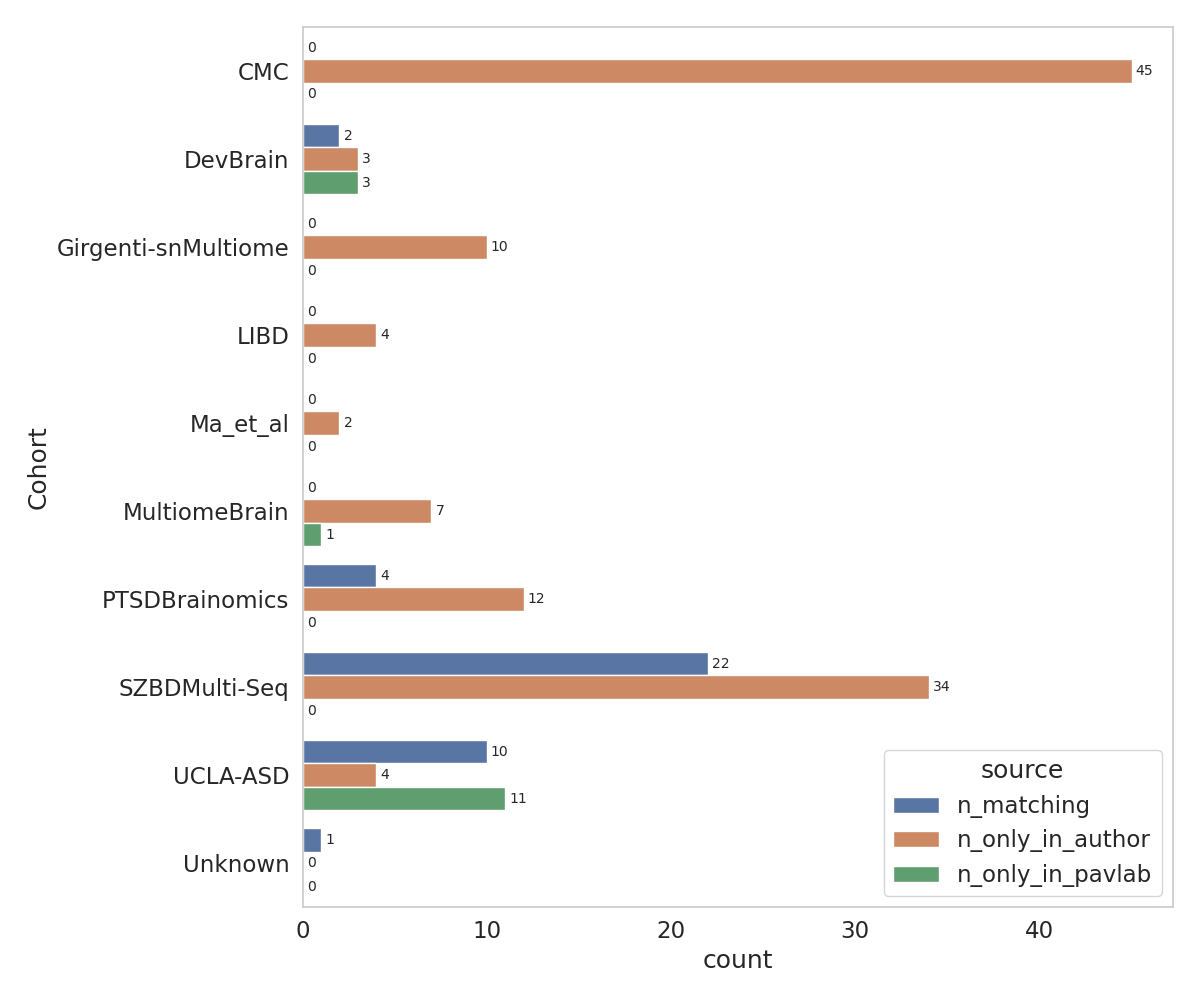 Cohort
CMC
0
45
0
DevBrain
2
3
3
Girgenti-snMultiome
0
10
0
LIBD
0
4
0
Ma_et_al
0
2
0
MultiomeBrain
0
7
1
PTSDBrainomics
4
12
0
SZBDMulti-Seq
22
34
0
UCLA-ASD
10
4
11
Unknown
1
0
0
source
n_matching
n_only_in_author
n_only_in_pavlab
0 10 20 30 40
count